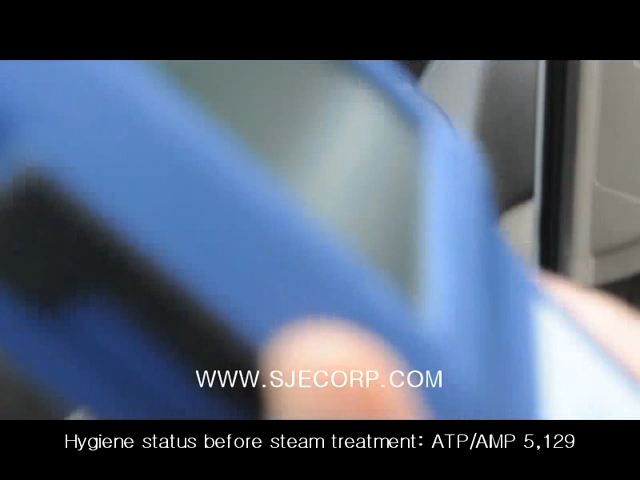 WWW.SJECORP.COM
Hygiene status before steam treatment: ATP/AMP 5,129